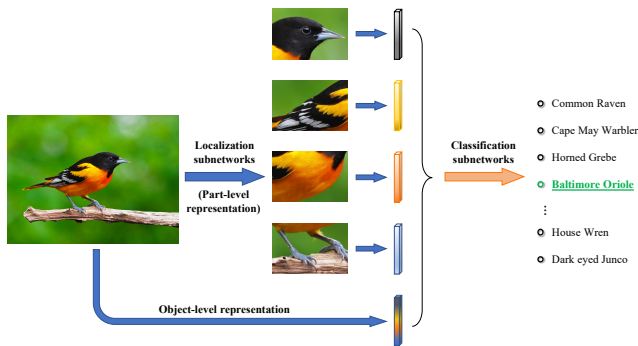 Localization
subnetworks
(Part-level
representation)
Object-level representation
Classification
subnetworks
Common Raven
Cape May Warbler
Horned Grebe
Baltimore Oriole
⋮
House Wren
Dark eyed Junco